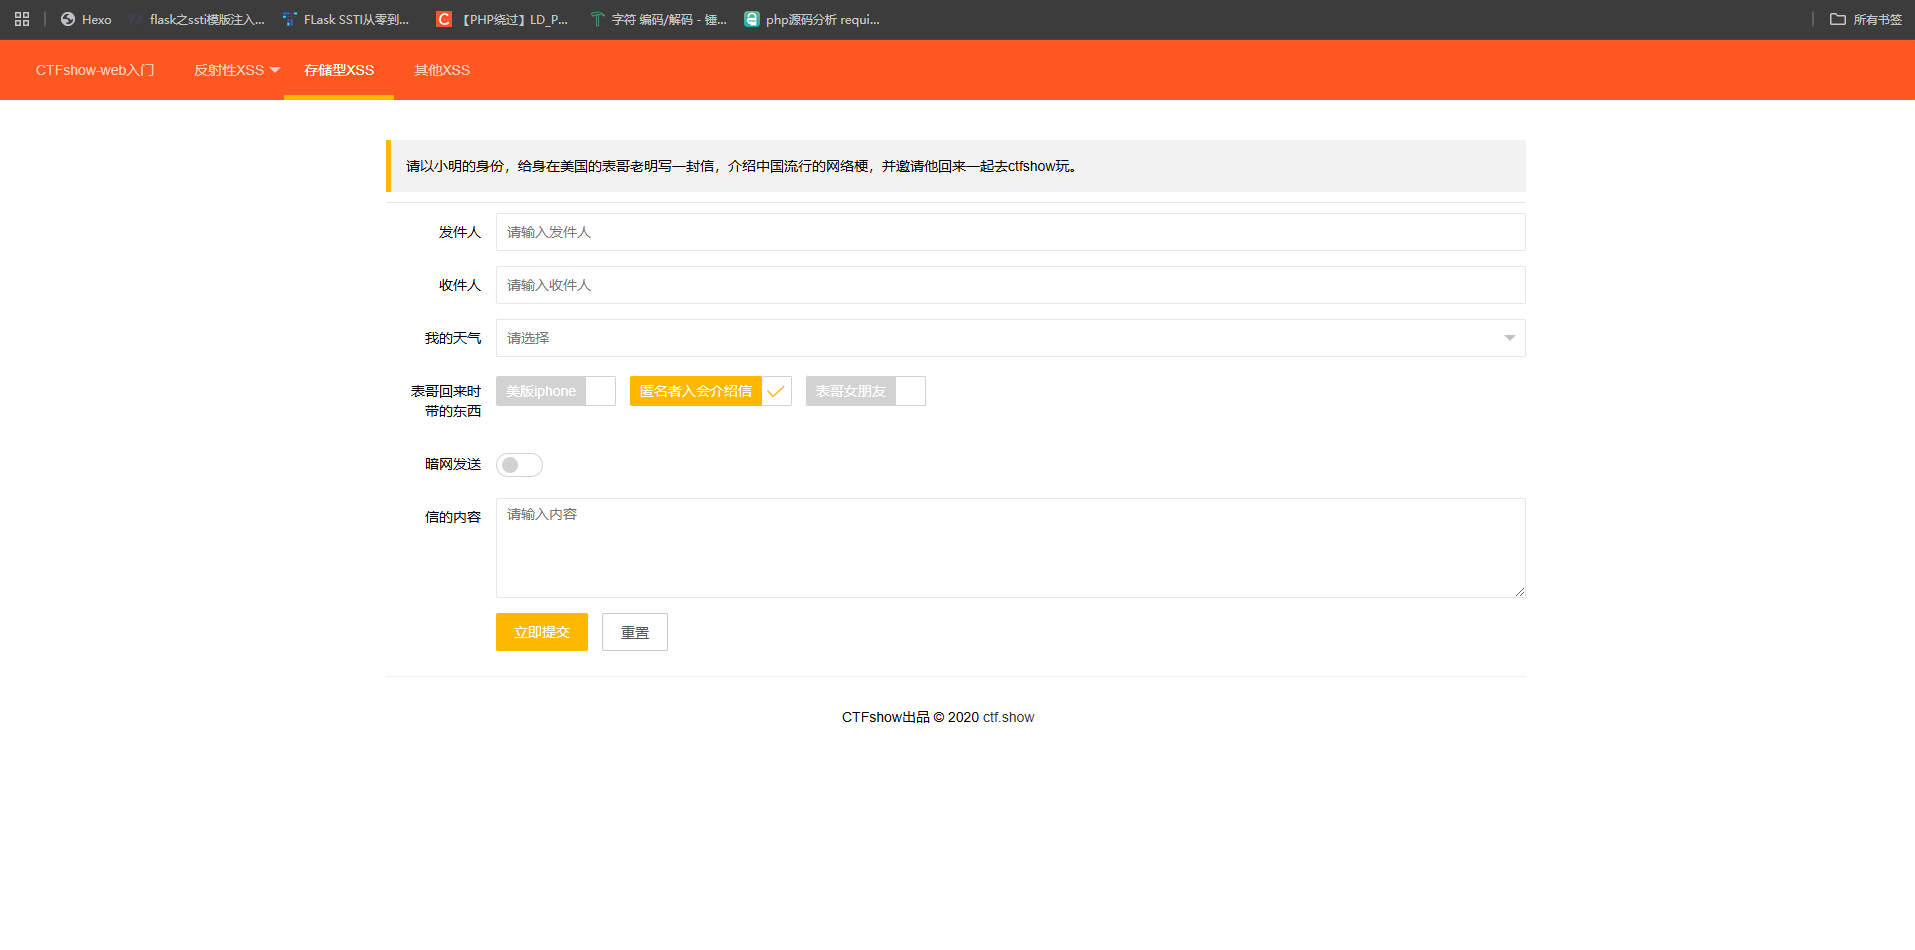 Hexo flask之ssti模版注入... FLask SSTI从零到... 【PHP绕过】LD_P... 字符 编码/解码 - 锤... php源码分析 requi... 所有书签
CTFshow-web入门 反射性XSS 存储型XSS 其他XSS
请以小明的身份，给身在美国的表哥老明写一封信，介绍中国流行的网络梗，并邀请他回来一起去ctfshow玩。
发件人 请输入发件人
收件人 请输入收件人
我的天气 请选择
表哥回来时 美版iphone 匿名者入会介绍信 表哥女朋友
带的东西
暗网发送
信的内容 请输入内容
立即提交 重置
CTFshow出品 © 2020 ctf.show